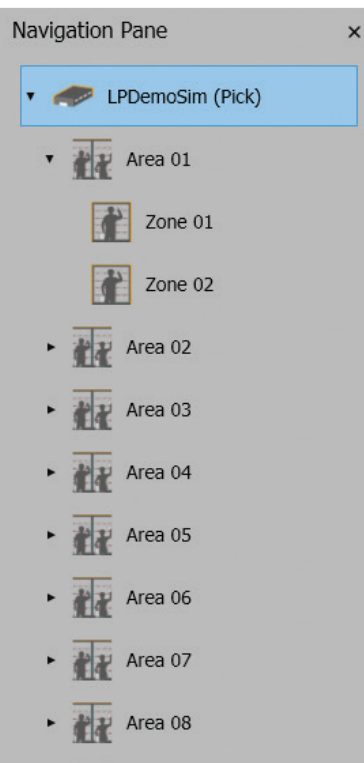 Navigation Pane
LPDemoSim (Pick)
Area 01
Zone 01
Zone 02
Area 02
Area 03
Area 04
Area 05
Area 06
Area 07
Area 08